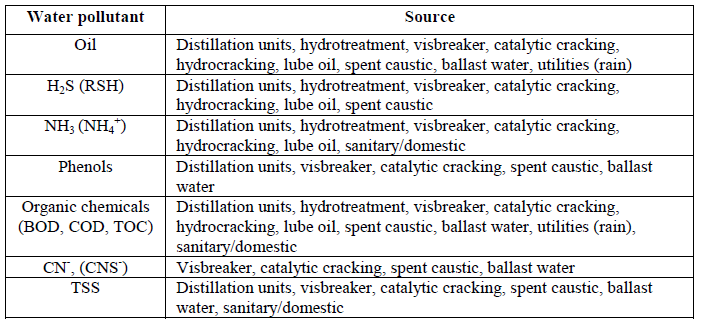 Water pollutant Source
Oil Distillation units, hydrotreatment, visbreaker, catalytic cracking,
hydrocracking, lube oil, spent caustic, ballast water, utilities (rain)
H₂S (RSH) Distillation units, hydrotreatment, visbreaker, catalytic cracking,
hydrocracking, lube oil, spent caustic
NH₃ (NH₄⁺) Distillation units, hydrotreatment, visbreaker, catalytic cracking,
hydrocracking, lube oil, sanitary/domestic
Phenols Distillation units, visbreaker, catalytic cracking, spent caustic, ballast
water
Organic chemicals Distillation units, hydrotreatment, visbreaker, catalytic cracking,
(BOD, COD, TOC) hydrocracking, lube oil, spent caustic, ballast water, utilities (rain),
sanitary/domestic
CN⁻, (CNS⁻) Visbreaker, catalytic cracking, spent caustic, ballast water
TSS Distillation units, visbreaker, catalytic cracking, spent caustic, ballast
water, sanitary/domestic